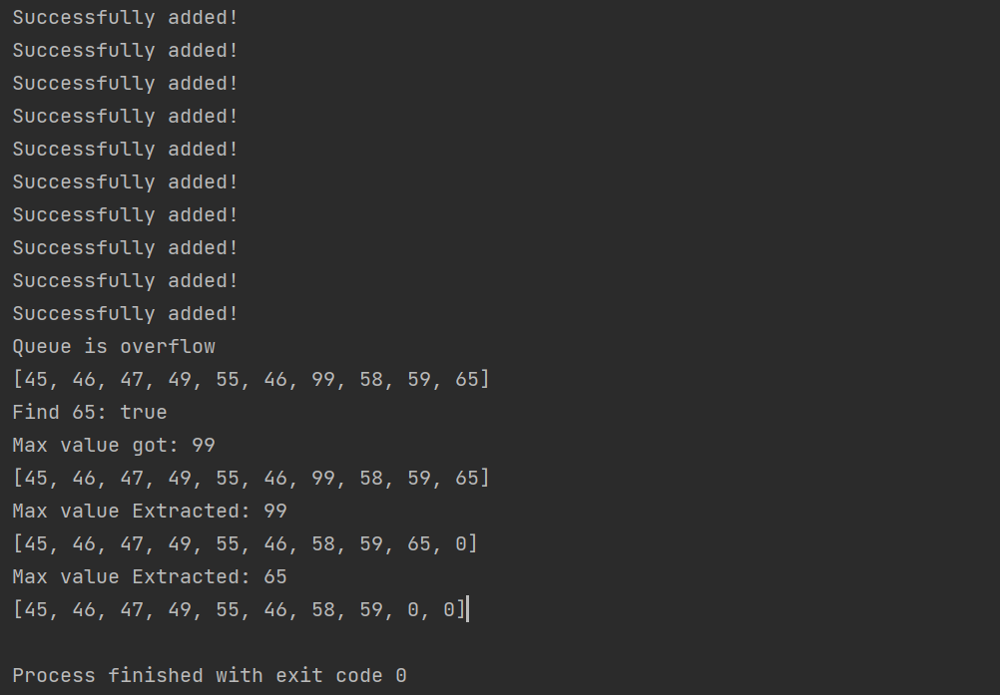 Successfully added!
Successfully added!
Successfully added!
Successfully added!
Successfully added!
Successfully added!
Successfully added!
Successfully added!
Successfully added!
Successfully added!
Queue is overflow
[45, 46, 47, 49, 55, 46, 99, 58, 59, 65]
Find 65: true
Max value got: 99
[45, 46, 47, 49, 55, 46, 99, 58, 59, 65]
Max value Extracted: 99
[45, 46, 47, 49, 55, 46, 58, 59, 65, 0]
Max value Extracted: 65
[45, 46, 47, 49, 55, 46, 58, 59, 0, 0]
Process finished with exit code 0